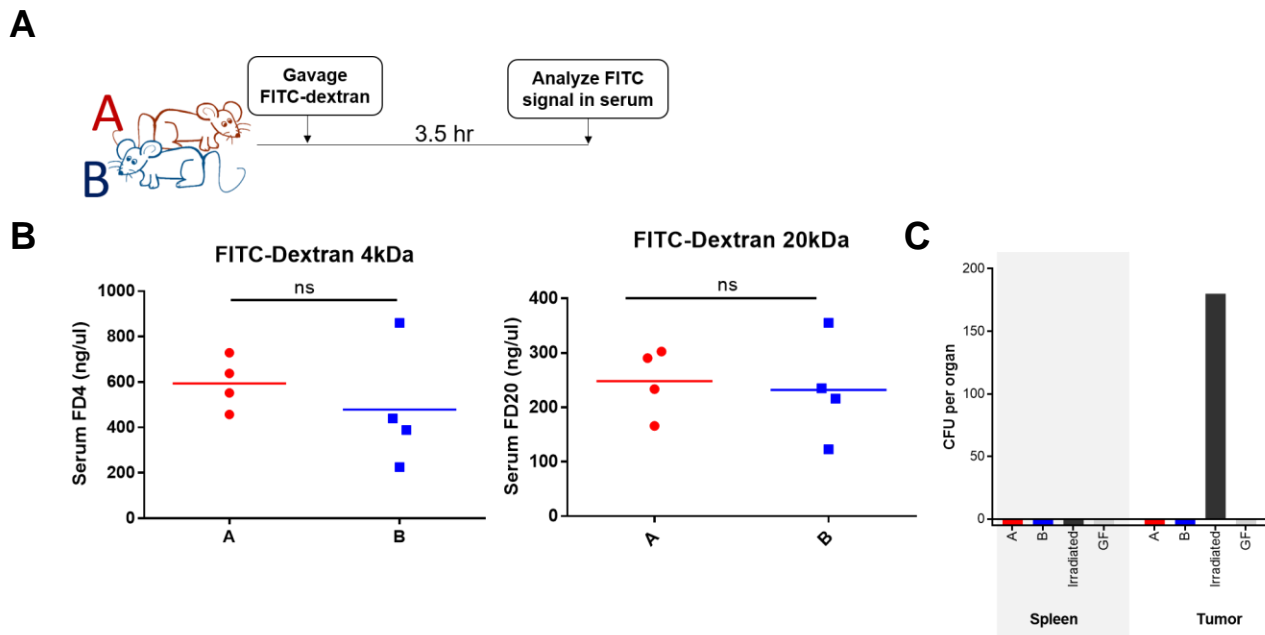 A
Gavage
FITC-dextran
Analyze FITC
signal in serum
A
B
3.5 hr
B
FITC-Dextran 4kDa
ns
Serum FD4 (ng/ul)
1000
800
600
400
200
0
A
B
FITC-Dextran 20kDa
ns
Serum FD20 (ng/ul)
400
300
200
100
0
A
B
C
CFU per organ
200
150
100
50
0
A
B
Irradiated
GF
A
B
Irradiated
GF
Spleen
Tumor